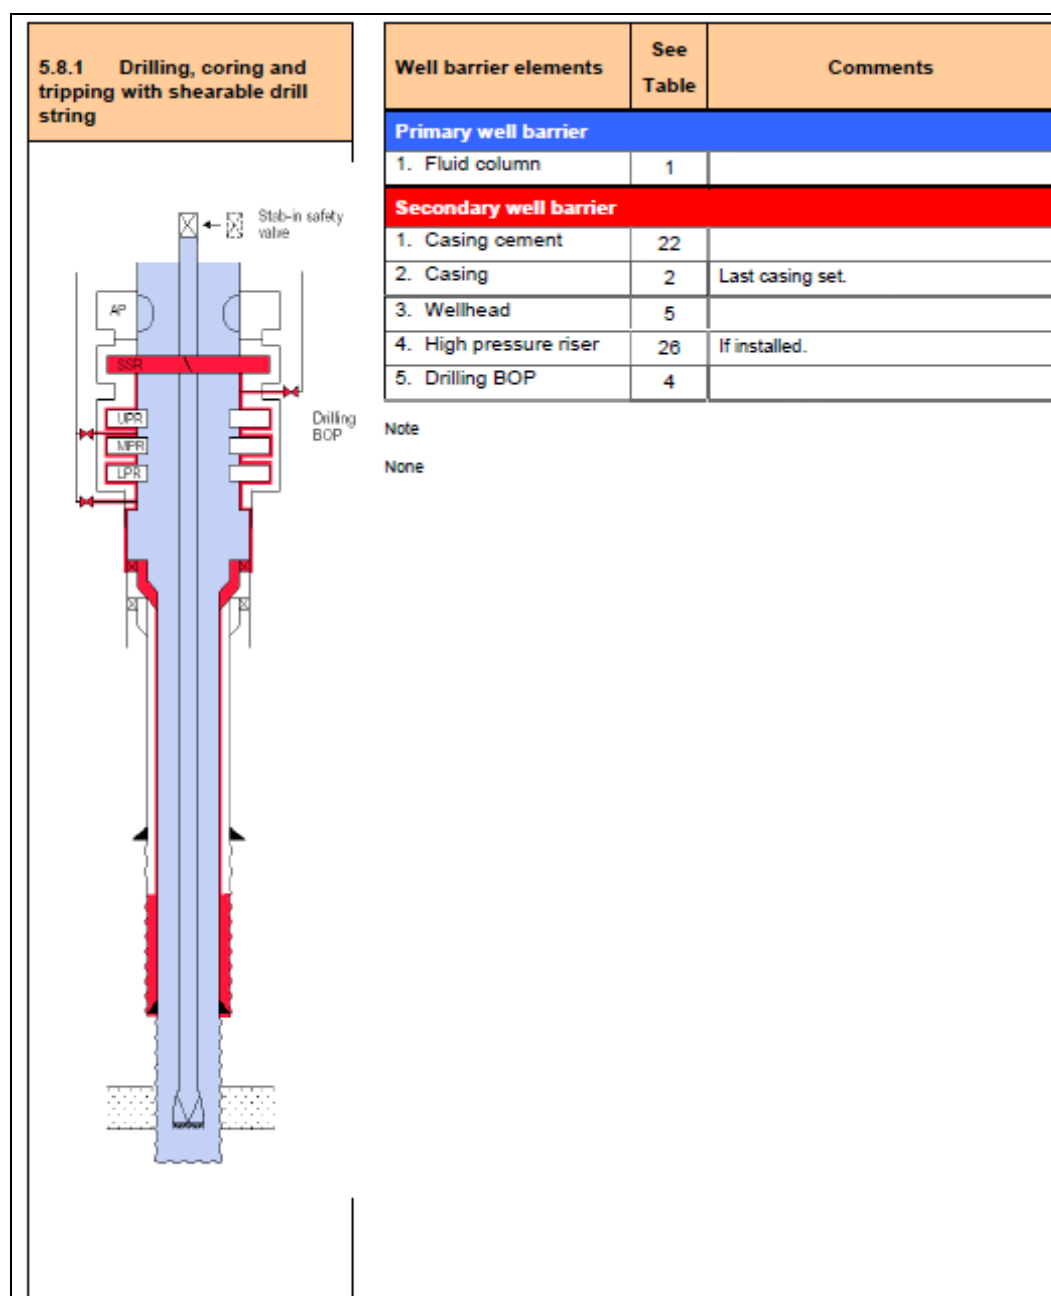 5.8.1 Drilling, coring and
tripping with shearable drill
string
Stab-in safety
valve
AP
SSR
UPR
MPR
LPR
Drilling
BOP
Well barrier elements
See
Table
Comments
Primary well barrier
1. Fluid column 1
Secondary well barrier
1. Casing cement 22
2. Casing 2 Last casing set.
3. Wellhead 5
4. High pressure riser 26 If installed.
5. Drilling BOP 4
Note
None